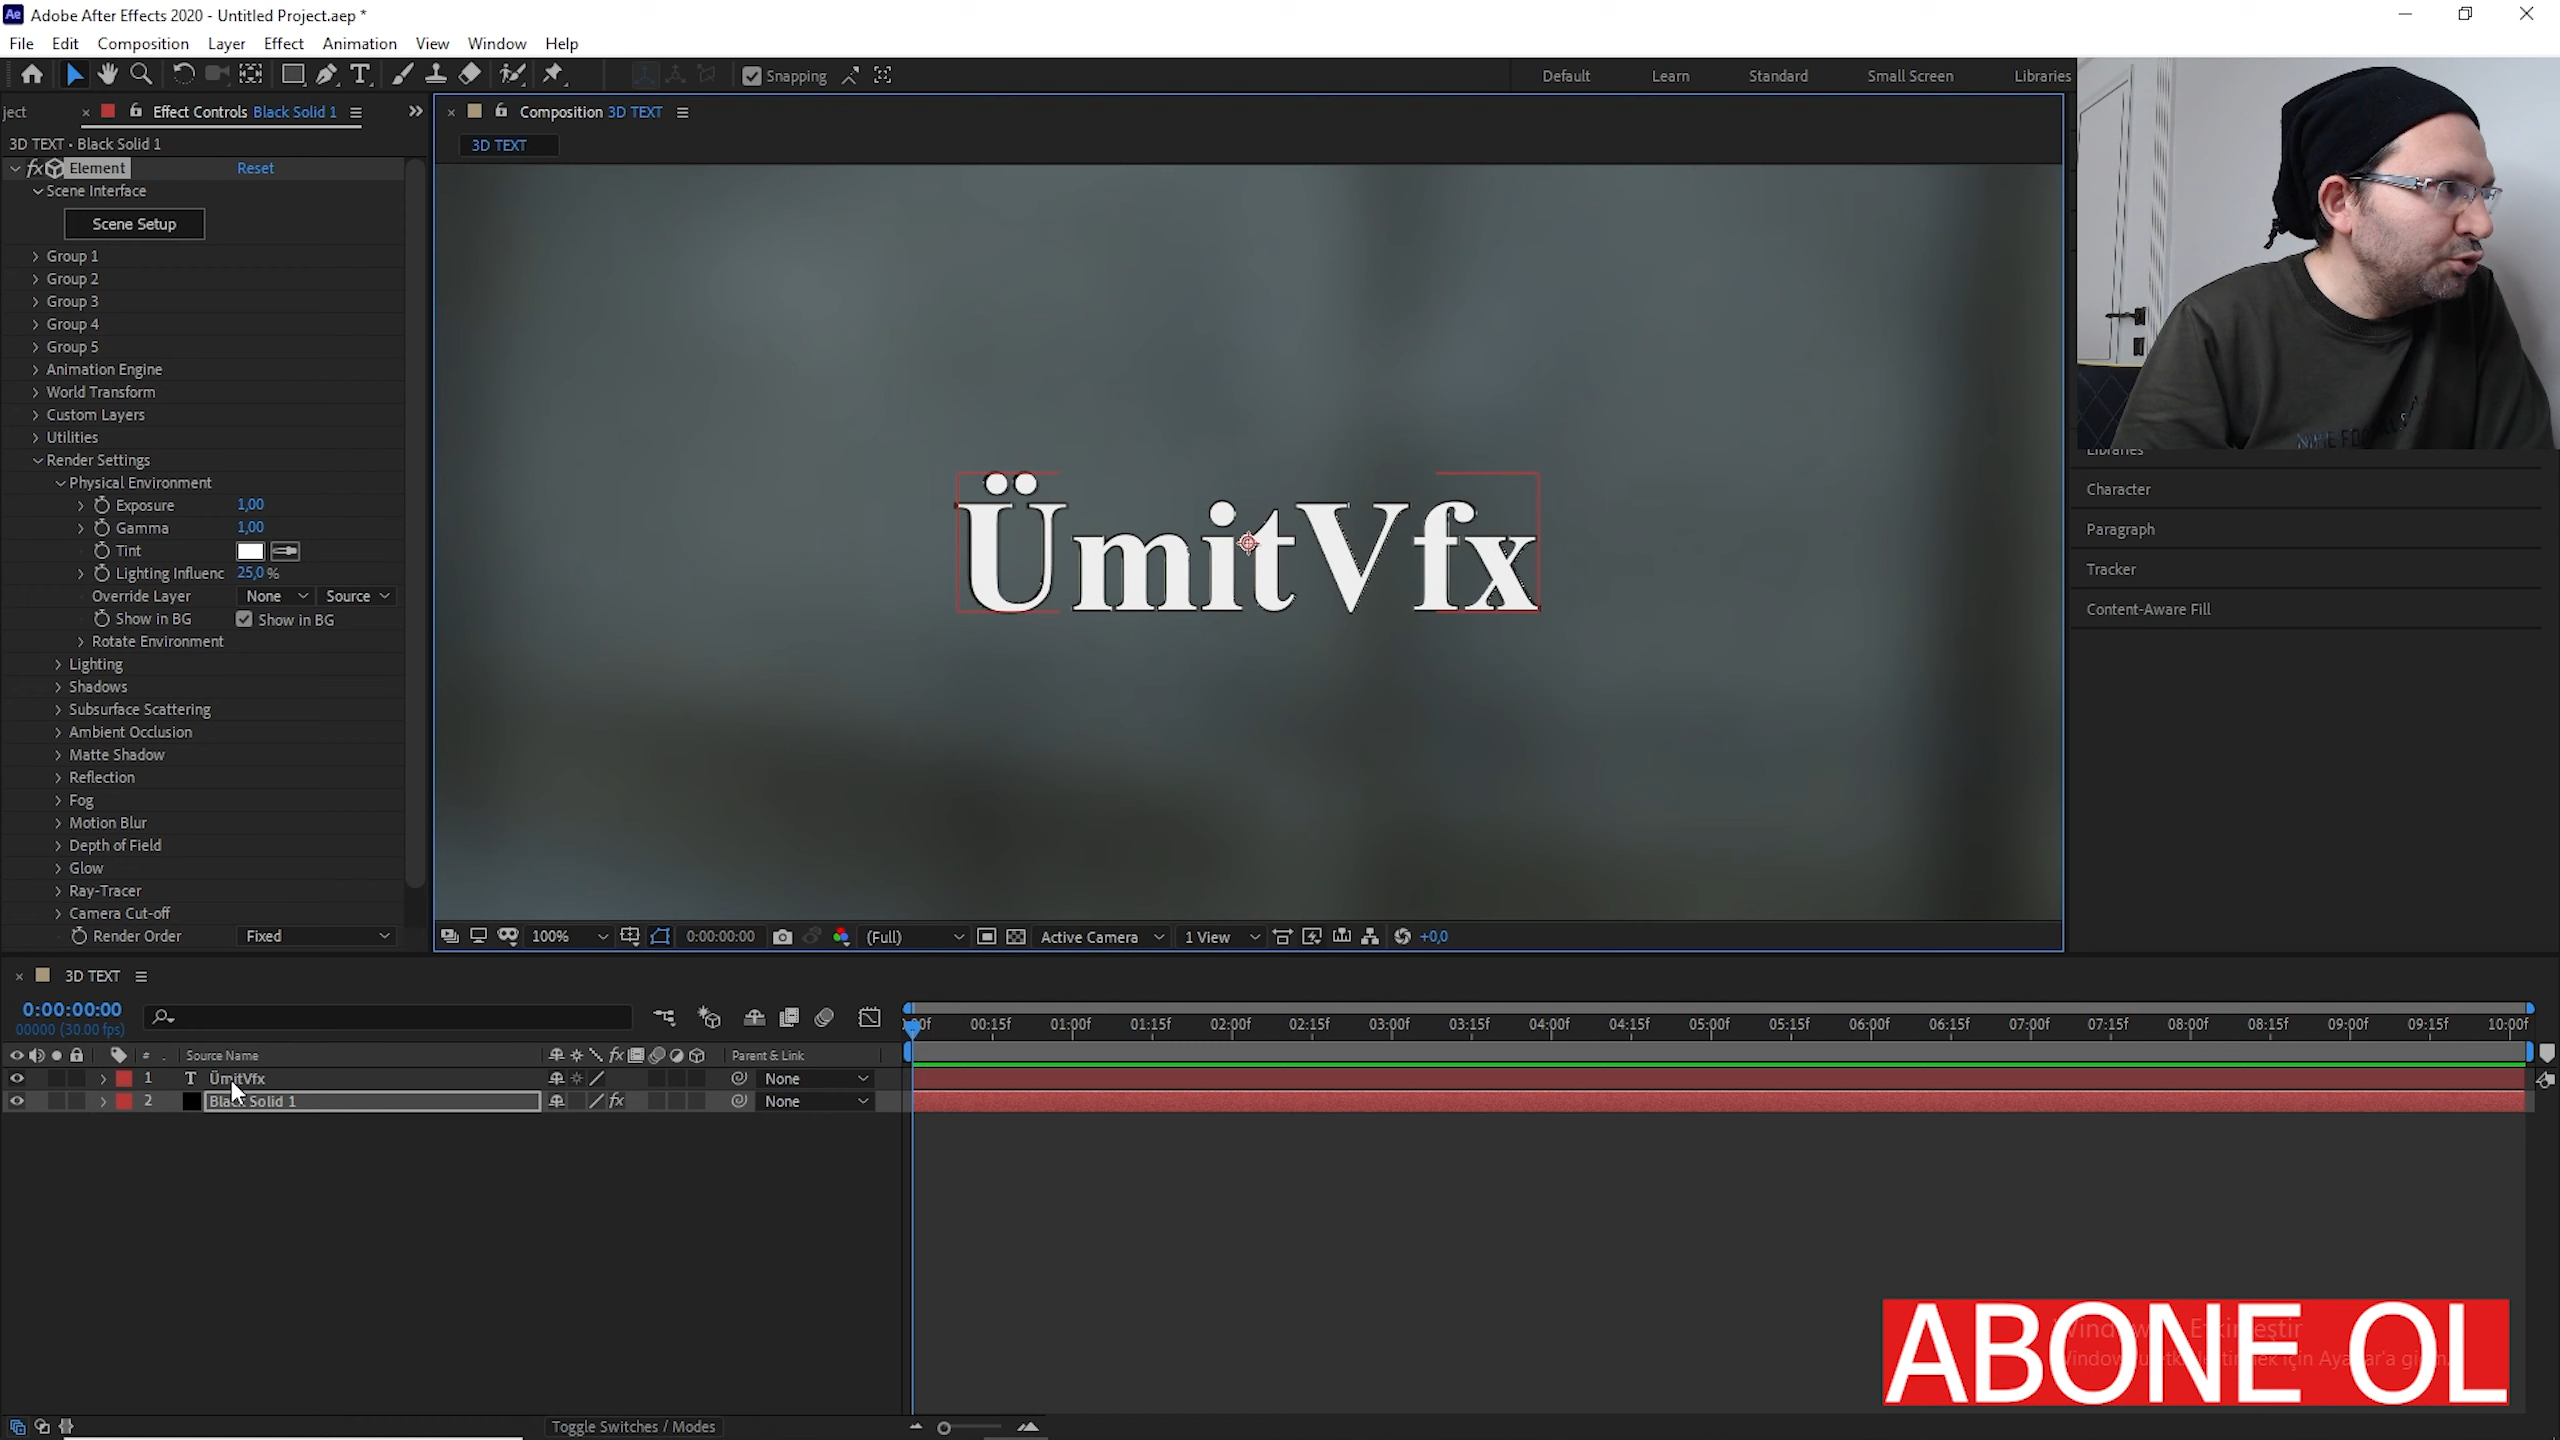 Adobe After Effects 2020 - Untitled Project.aep *
File Edit Composition Layer Effect Animation View Window Help
Snapping
Default Learn Standard Small Screen Libraries
ject
Effect Controls Black Solid 1
3D TEXT • Black Solid 1
fx Element Reset
Scene Interface
Scene Setup
Group 1
Group 2
Group 3
Group 4
Group 5
Animation Engine
World Transform
Custom Layers
Utilities
Render Settings
Physical Environment
Exposure 1,00
Gamma 1,00
Tint
Lighting Influenc 25,0 %
Override Layer None Source
Show in BG Show in BG
Rotate Environment
Lighting
Shadows
Subsurface Scattering
Ambient Occlusion
Matte Shadow
Reflection
Fog
Motion Blur
Depth of Field
Glow
Ray-Tracer
Camera Cut-off
Render Order Fixed
Composition 3D TEXT
3D TEXT
ÜmitVfx
100% 0:00:00:00 (Full) Active Camera 1 View +0,0
Libraries
Character
Paragraph
Tracker
Content-Aware Fill
3D TEXT
0:00:00:00
00000 (30.00 fps)
00:15f 01:00f 01:15f 02:00f 02:15f 03:00f 03:15f 04:00f 04:15f 05:00f 05:15f 06:00f 06:15f 07:00f 07:15f 08:00f 08:15f 09:00f 09:15f 10:00f
# Source Name fx Parent & Link
1 T ÜmitVfx None
2 Black Solid 1 fx None
ABONE OL
Toggle Switches / Modes